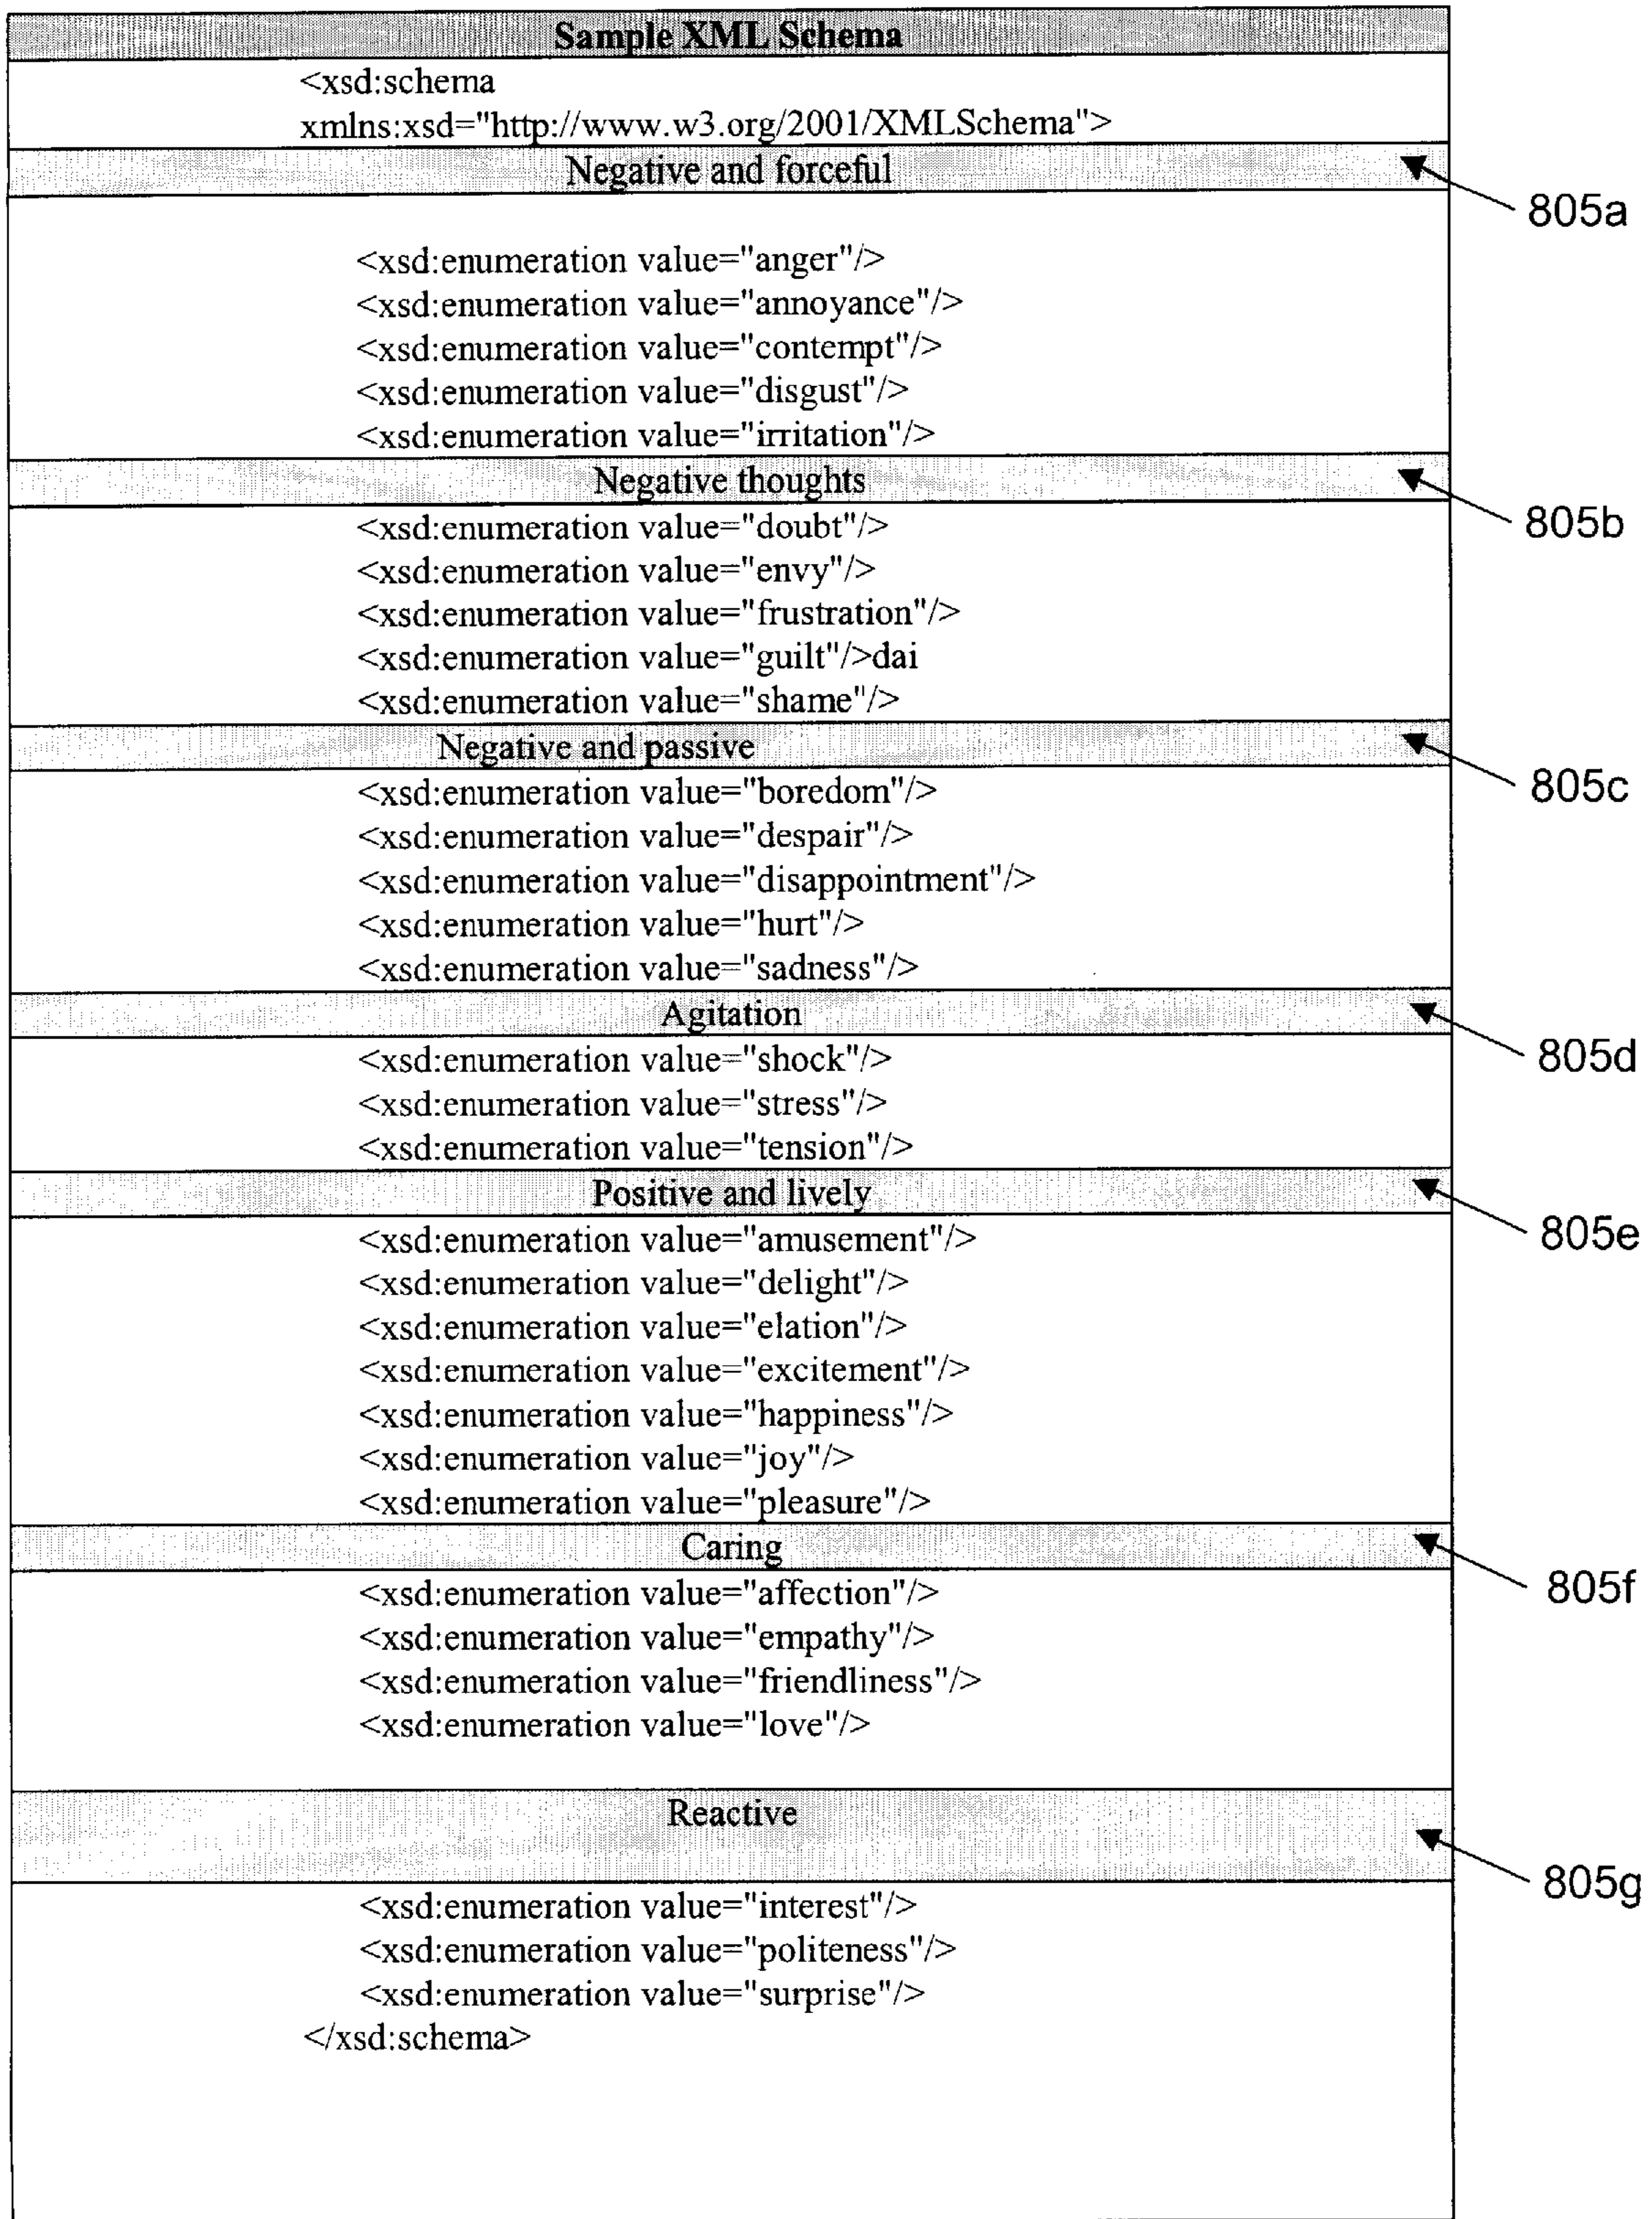 Sample XML Schema
<xsd:schema
xmlns:xsd="http://www.w3.org/2001/XMLSchema">
Negative and forceful
805a
<xsd:enumeration value="anger"/>
<xsd:enumeration value="annoyance"/>
<xsd:enumeration value="contempt"/>
<xsd:enumeration value="disgust"/>
<xsd:enumeration value="irritation"/>
Negative thoughts
805b
<xsd:enumeration value="doubt"/>
<xsd:enumeration value="envy"/>
<xsd:enumeration value="frustration"/>
<xsd:enumeration value="guilt"/>dai
<xsd:enumeration value="shame"/>
Negative and passive
805c
<xsd:enumeration value="boredom"/>
<xsd:enumeration value="despair"/>
<xsd:enumeration value="disappointment"/>
<xsd:enumeration value="hurt"/>
<xsd:enumeration value="sadness"/>
Agitation
805d
<xsd:enumeration value="shock"/>
<xsd:enumeration value="stress"/>
<xsd:enumeration value="tension"/>
Positive and lively
805e
<xsd:enumeration value="amusement"/>
<xsd:enumeration value="delight"/>
<xsd:enumeration value="elation"/>
<xsd:enumeration value="excitement"/>
<xsd:enumeration value="happiness"/>
<xsd:enumeration value="joy"/>
<xsd:enumeration value="pleasure"/>
Caring
805f
<xsd:enumeration value="affection"/>
<xsd:enumeration value="empathy"/>
<xsd:enumeration value="friendliness"/>
<xsd:enumeration value="love"/>
Reactive
805g
<xsd:enumeration value="interest"/>
<xsd:enumeration value="politeness"/>
<xsd:enumeration value="surprise"/>
</xsd:schema>